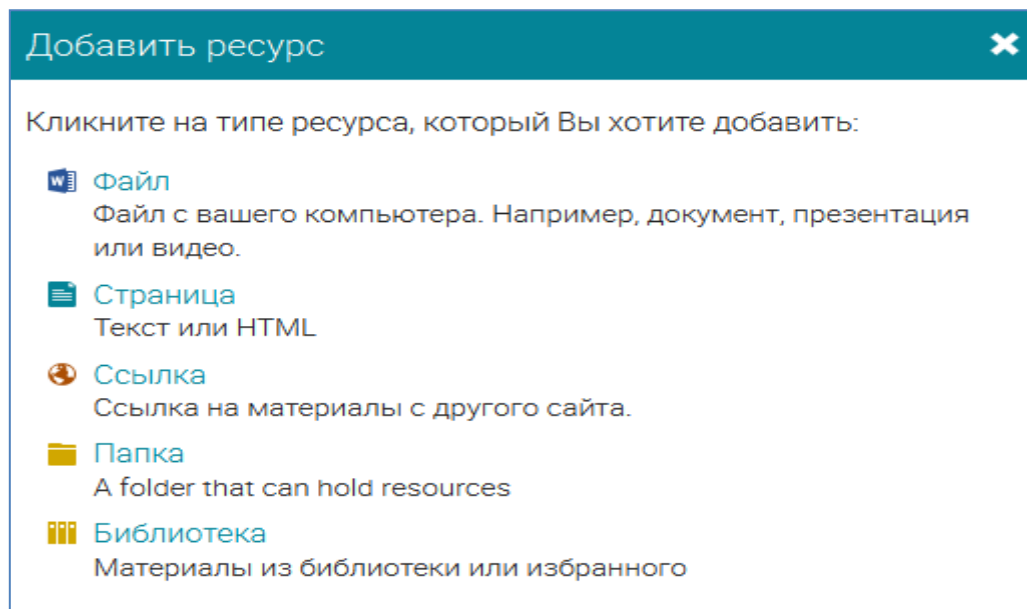 Добавить ресурс
Кликните на типе ресурса, который Вы хотите добавить:
Файл
Файл с вашего компьютера. Например, документ, презентация
или видео.
Страница
Текст или HTML
Ссылка
Ссылка на материалы с другого сайта.
Папка
A folder that can hold resources
Библиотека
Материалы из библиотеки или избранного